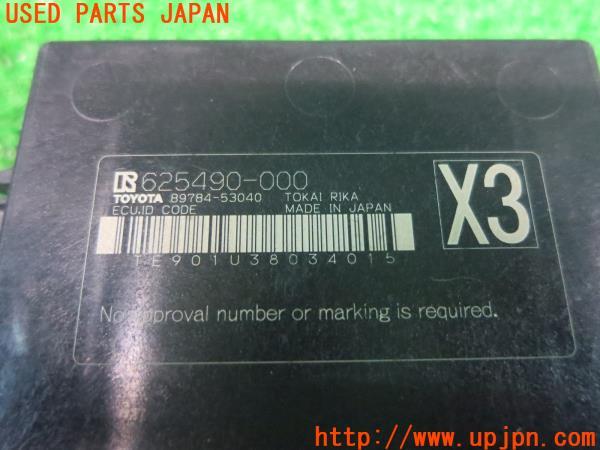 USED PARTS JAPAN
625490-000
TOYOTA 89784-53040 TOKAI RIKA
ECU,ID CODE MADE IN JAPAN
X3
TE901U38034015
No approval number or marking is required.
UPJ
http://www.upjpn.com